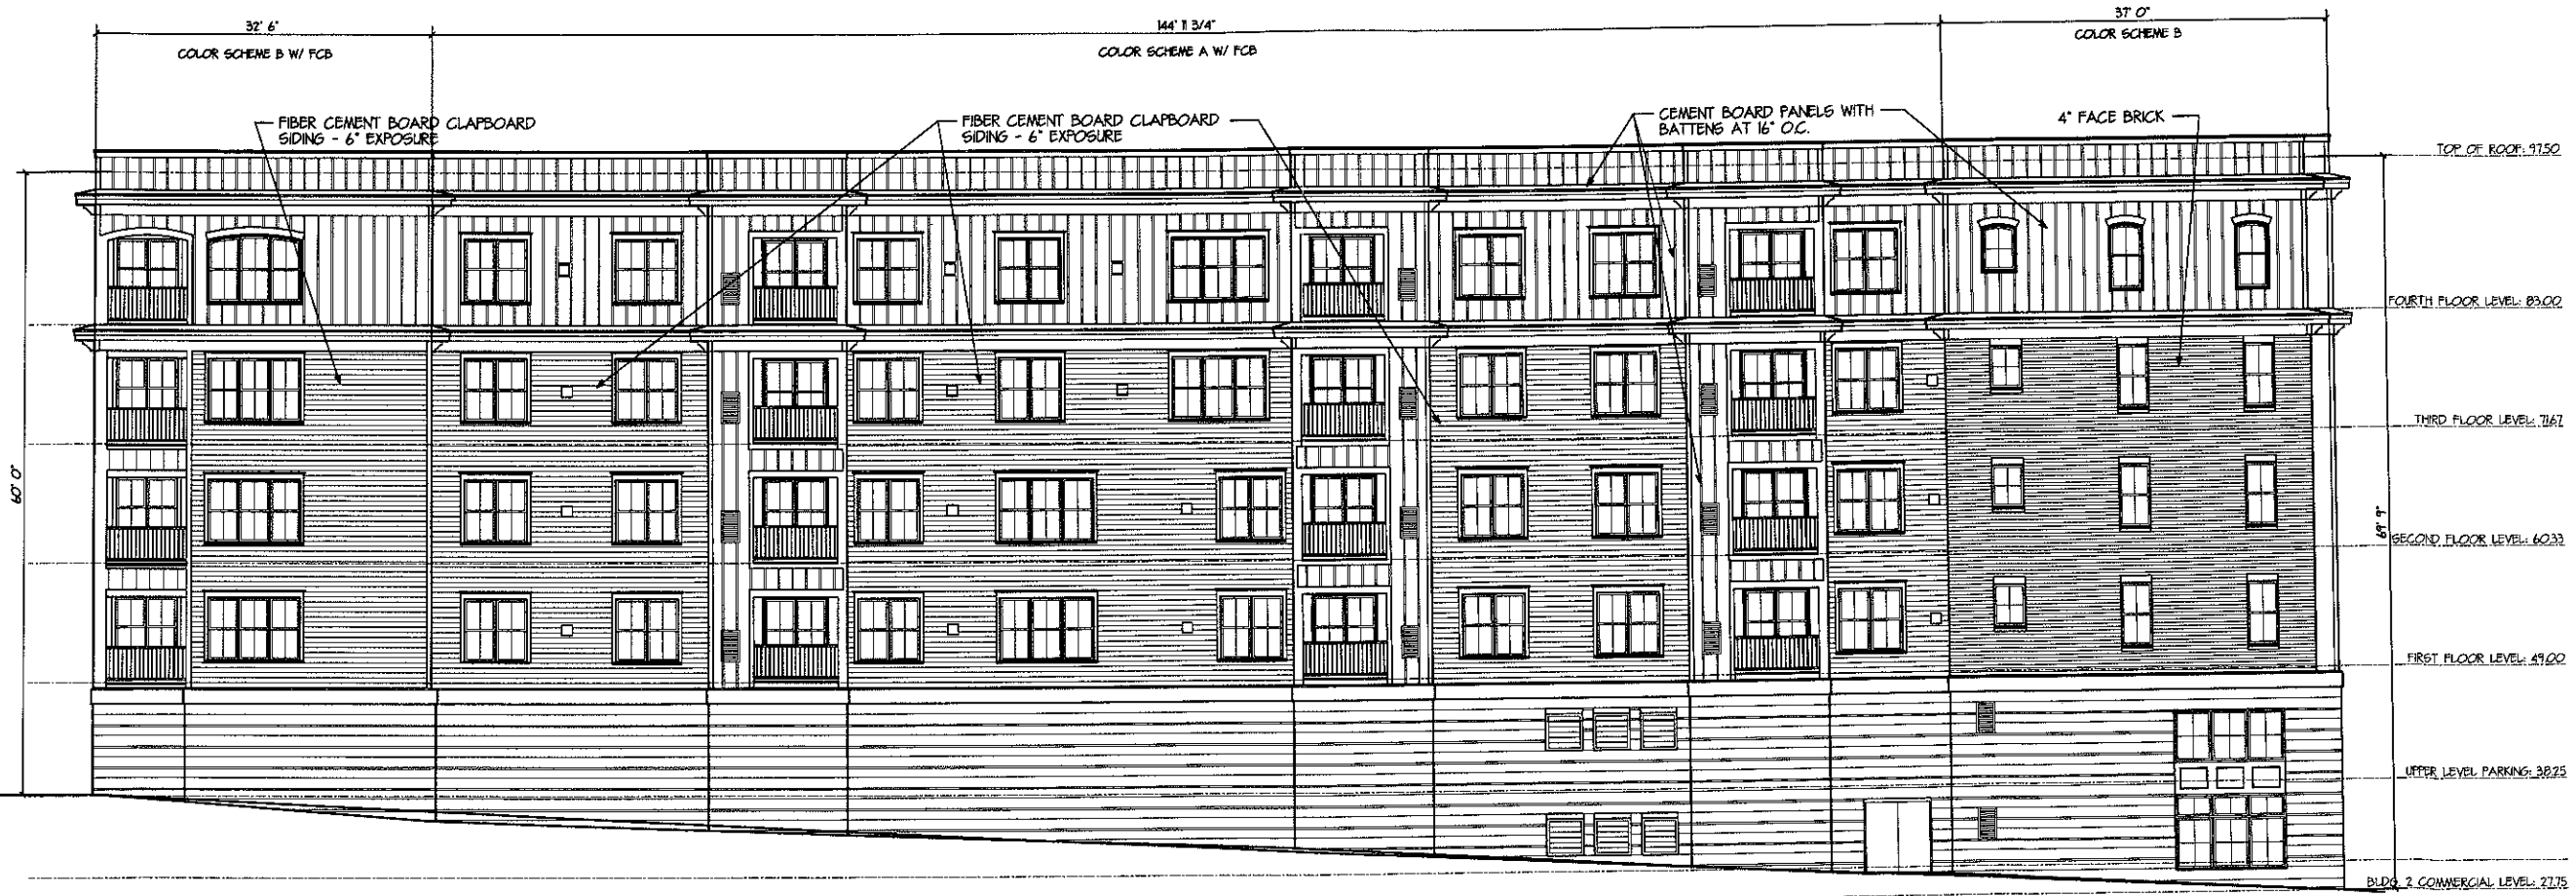 32' 6"
144' 11 3/4"
37' 0"
COLOR SCHEME B W/ FCB
COLOR SCHEME A W/ FCB
COLOR SCHEME B
FIBER CEMENT BOARD CLAPBOARD
SIDING - 6" EXPOSURE
FIBER CEMENT BOARD CLAPBOARD
SIDING - 6" EXPOSURE
CEMENT BOARD PANELS WITH
BATTENS AT 16" O.C.
4" FACE BRICK
TOP OF ROOF: 97.50
FOURTH FLOOR LEVEL: 83.00
THIRD FLOOR LEVEL: 71.67
60' 0"
69' 9"
SECOND FLOOR LEVEL: 60.33
FIRST FLOOR LEVEL: 49.00
UPPER LEVEL PARKING: 38.25
BLDG. 2 COMMERCIAL LEVEL: 27.75